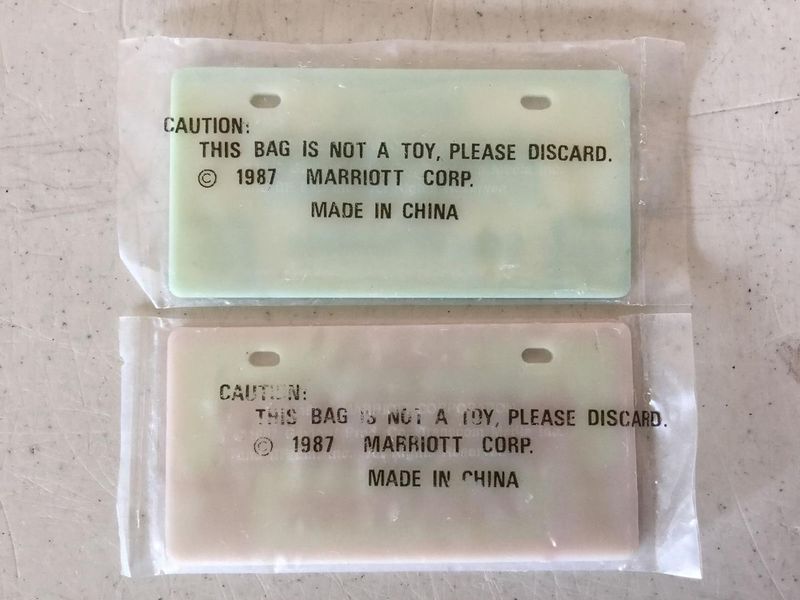 CAUTION:
THIS BAG IS NOT A TOY, PLEASE DISCARD.
© 1987 MARRIOTT CORP.
MADE IN CHINA
CAUTION:
THIS BAG IS NOT A TOY, PLEASE DISCARD.
© 1987 MARRIOTT CORP.
MADE IN CHINA